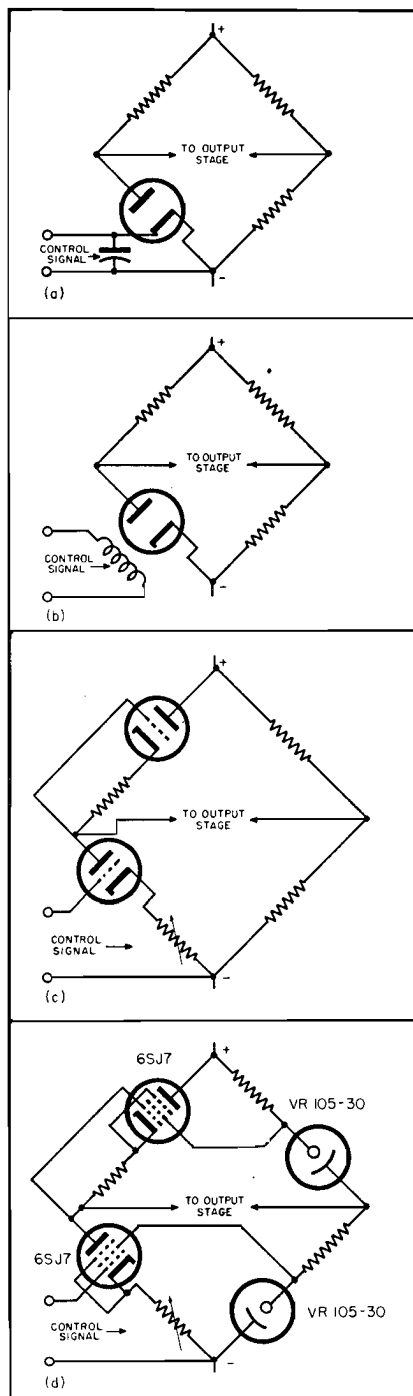 +
TO OUTPUT
STAGE
CONTROL
SIGNAL
-
(a)
+
TO OUTPUT
STAGE
CONTROL
SIGNAL
-
(b)
+
TO OUTPUT
STAGE
CONTROL
SIGNAL
-
(c)
6SJ7
+
VR 105-30
TO OUTPUT
STAGE
6SJ7
VR 105-30
CONTROL
SIGNAL
-
(d)